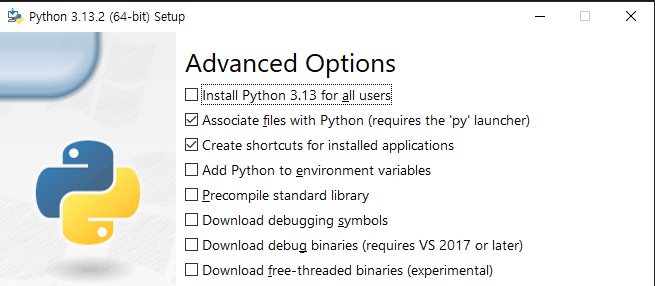 Python 3.13.2 (64-bit) Setup
Advanced Options
Install Python 3.13 for all users
Associate files with Python (requires the 'py' launcher)
Create shortcuts for installed applications
Add Python to environment variables
Precompile standard library
Download debugging symbols
Download debug binaries (requires VS 2017 or later)
Download free-threaded binaries (experimental)